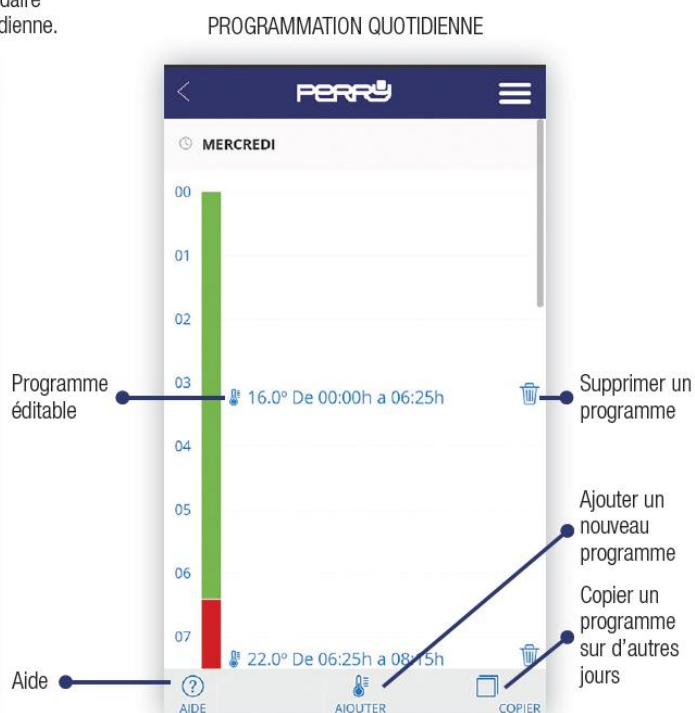 daire
dienne.
PROGRAMMATION QUOTIDIENNE
PERRY
MERCREDI
00
01
02
03
04
05
06
07
16.0° De 00:00h a 06:25h
22.0° De 06:25h a 08:15h
AIDE
AJOUTER
COPIER
Programme
éditable
Aide
Supprimer un
programme
Ajouter un
nouveau
programme
Copier un
programme
sur d'autres
jours